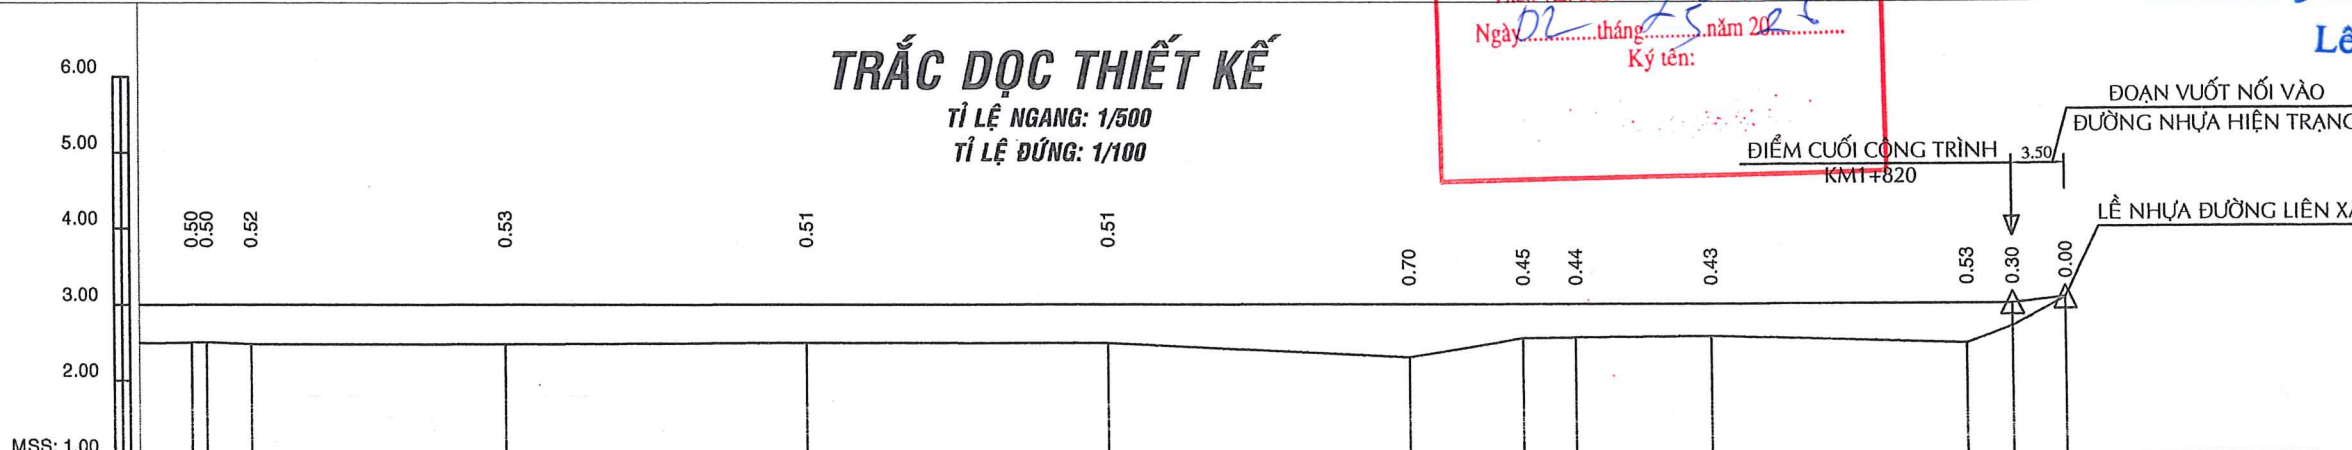 Ngày 02 tháng 5 năm 20
Ký tên:
Lê
TRẮC DỌC THIẾT KẾ
TỈ LỆ NGANG: 1/500
TỈ LỆ ĐỨNG: 1/100
ĐOẠN VUỐT NỐI VÀO
ĐƯỜNG NHỰA HIỆN TRẠNG
ĐIỂM CUỐI CÔNG TRÌNH
KM1+820
3.50
LỀ NHỰA ĐƯỜNG LIÊN XÃ
6.00
5.00
4.00
3.00
2.00
MSS: 1.00
0.50
0.50
0.52
0.53
0.51
0.51
0.70
0.45
0.44
0.43
0.53
0.30
0.00